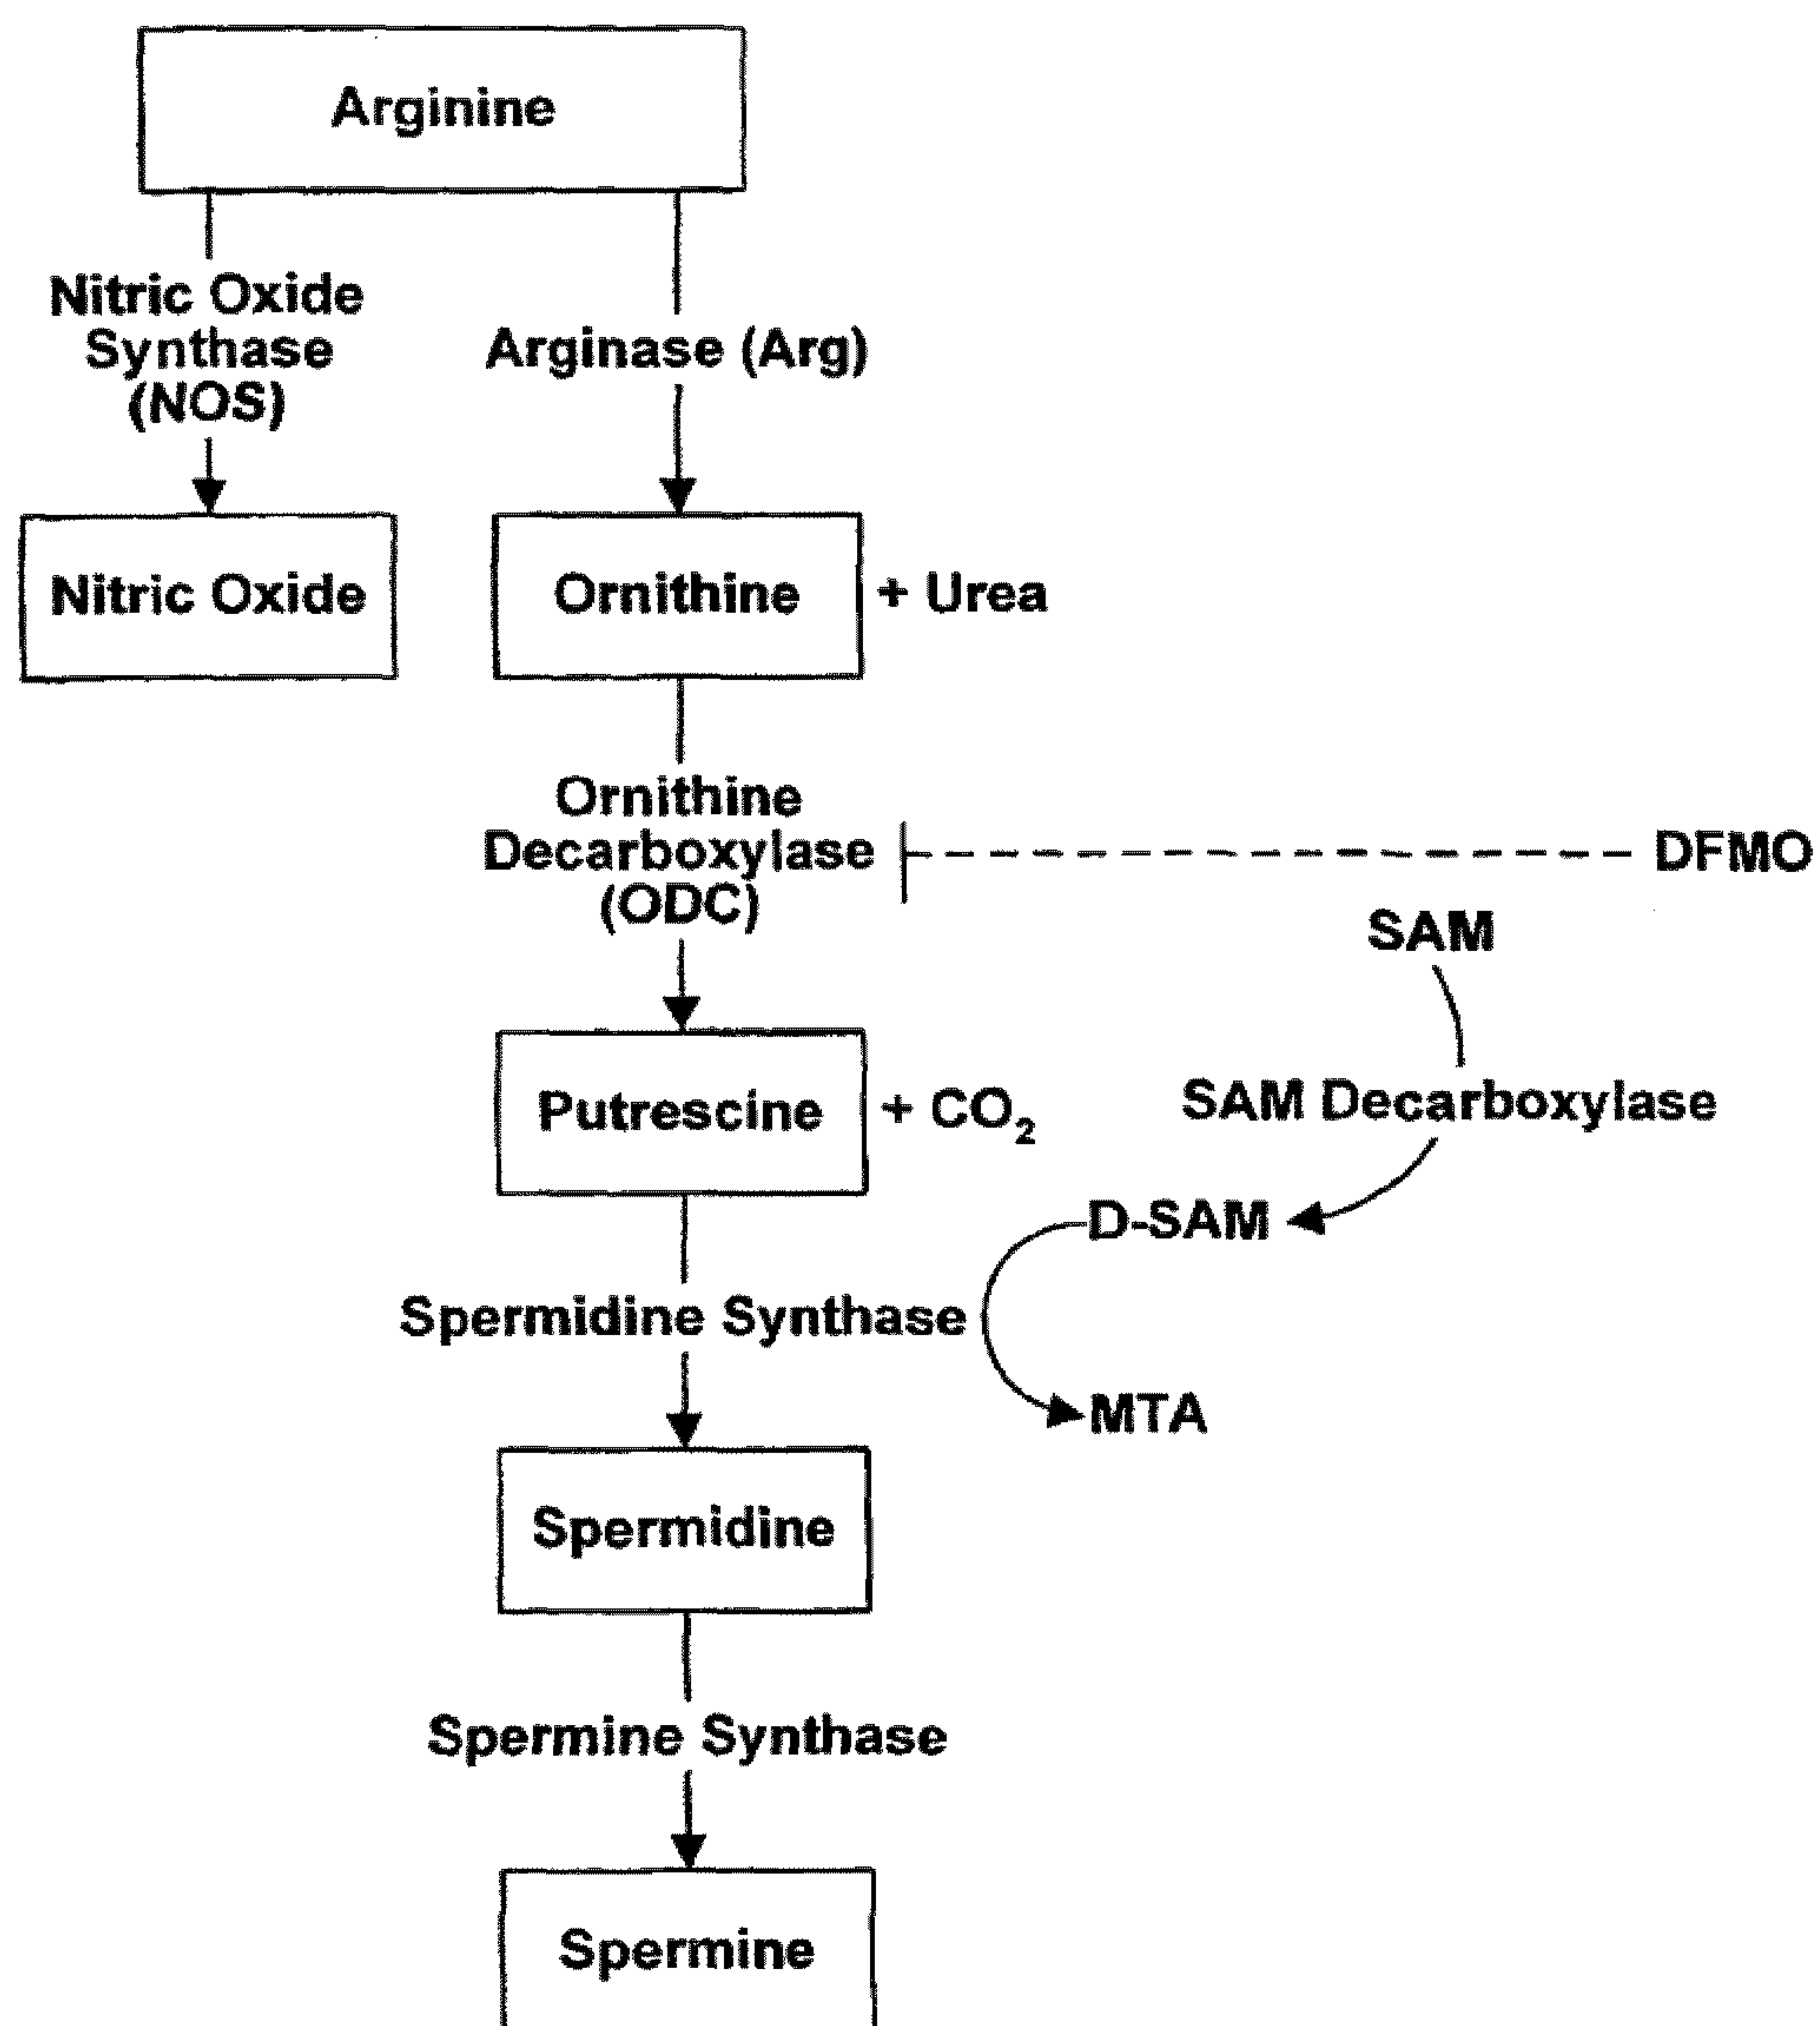 Arginine
Nitric Oxide
Synthase
(NOS)
Arginase (Arg)
Nitric Oxide
Ornithine + Urea
Ornithine
Decarboxylase
(ODC)
DFMO
SAM
Putrescine + CO₂
SAM Decarboxylase
D-SAM
Spermidine Synthase
MTA
Spermidine
Spermine Synthase
Spermine